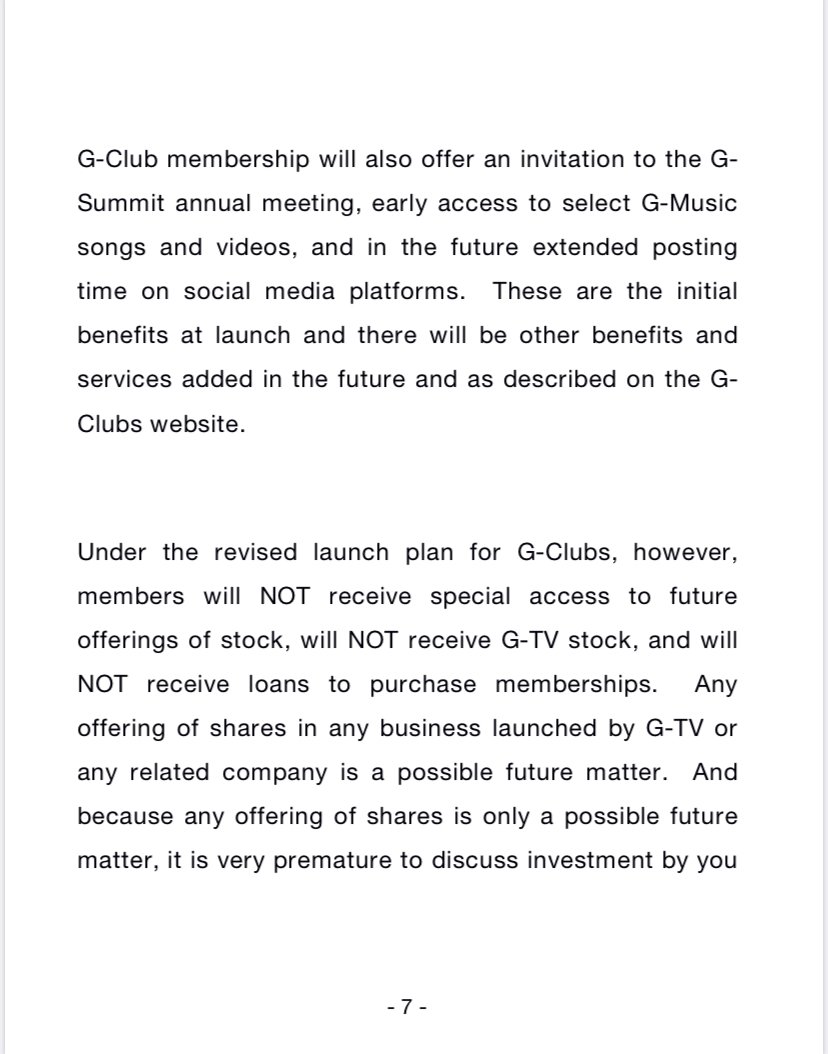 G-Club membership will also offer an invitation to the G-
Summit annual meeting, early access to select G-Music
songs and videos, and in the future extended posting
time on social media platforms.  These are the initial
benefits at launch and there will be other benefits and
services added in the future and as described on the G-
Clubs website.
Under the revised launch plan for G-Clubs, however,
members will NOT receive special access to future
offerings of stock, will NOT receive G-TV stock, and will
NOT receive loans to purchase memberships.  Any
offering of shares in any business launched by G-TV or
any related company is a possible future matter.  And
because any offering of shares is only a possible future
matter, it is very premature to discuss investment by you
- 7 -